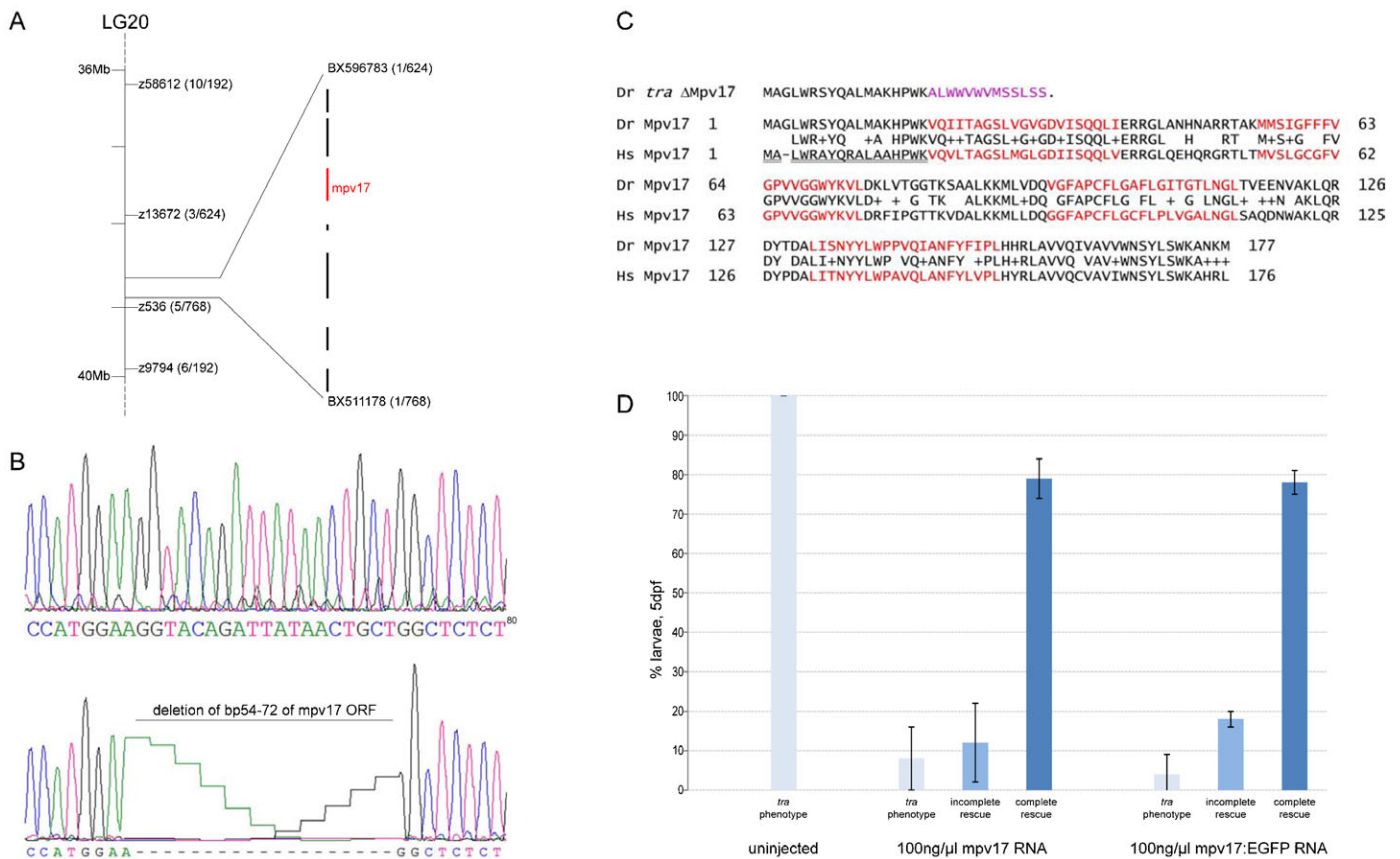 A
LG20
36Mb
z58612 (10/192)
z13672 (3/624)
z536 (5/768)
z9794 (6/192)
40Mb
BX596783 (1/624)
mpv17
BX511178 (1/768)
B
CCATGGAAGGTACAGATTATAACTGCTGGCTCTCT80
deletion of bp54-72 of mpv17 ORF
CCATGGAA-------------------GGCTCTCT
C
Dr tra ΔMpv17 MAGLWRSYQALMAKHPWKALWWVWVMSSLSS.
Dr Mpv17 1 MAGLWRSYQALMAKHPWKVQIITAGSLVGVGDVISQQLIERRGLANHNARRTAKMMSIGFFFV 63
LWR+YQ +A HPWKVQ++TAGSL+G+GD+ISQQL+ERRGL H RT M+S+G FV
Hs Mpv17 1 MA-LWRAYQRALAAHPWKVQVLTAGSLMGLGDIISQQLVERRGLQEHQRGRTLTMVSLGCGFV 62
Dr Mpv17 64 GPVVGGWYKVLDKLVTGGTKSAALKKMLVDQVGFAPCFLGAFLGITGTLNGLTVEENVAKLQR 126
GPVVGGWYKVLD+ + G TK ALKKML+DQ GFAPCFLG FL + G LNGL+ ++N AKLQR
Hs Mpv17 63 GPVVGGWYKVLDRFIPGTTKVDALKKMLLDQGGFAPCFLGCFLPLVGALNGLSAQDNWAKLQR 125
Dr Mpv17 127 DYTDALISNYYLWPPVQIANFYFIPLHHRLAVVQIVAVVWNSYLSWKANKM 177
DY DALI+NYYLWP VQ+ANFY +PLH+RLAVVQ VAV+WNSYLSWKA+++
Hs Mpv17 126 DYPDALITNYYLWPAVQLANFYLVPLHYRLAVVQCVAVIWNSYLSWKAHRL 176
D
% larvae, 5dpf
100
90
80
70
60
50
40
30
20
10
0
tra phenotype
tra phenotype
incomplete rescue
complete rescue
tra phenotype
incomplete rescue
complete rescue
uninjected
100ng/µl mpv17 RNA
100ng/µl mpv17:EGFP RNA